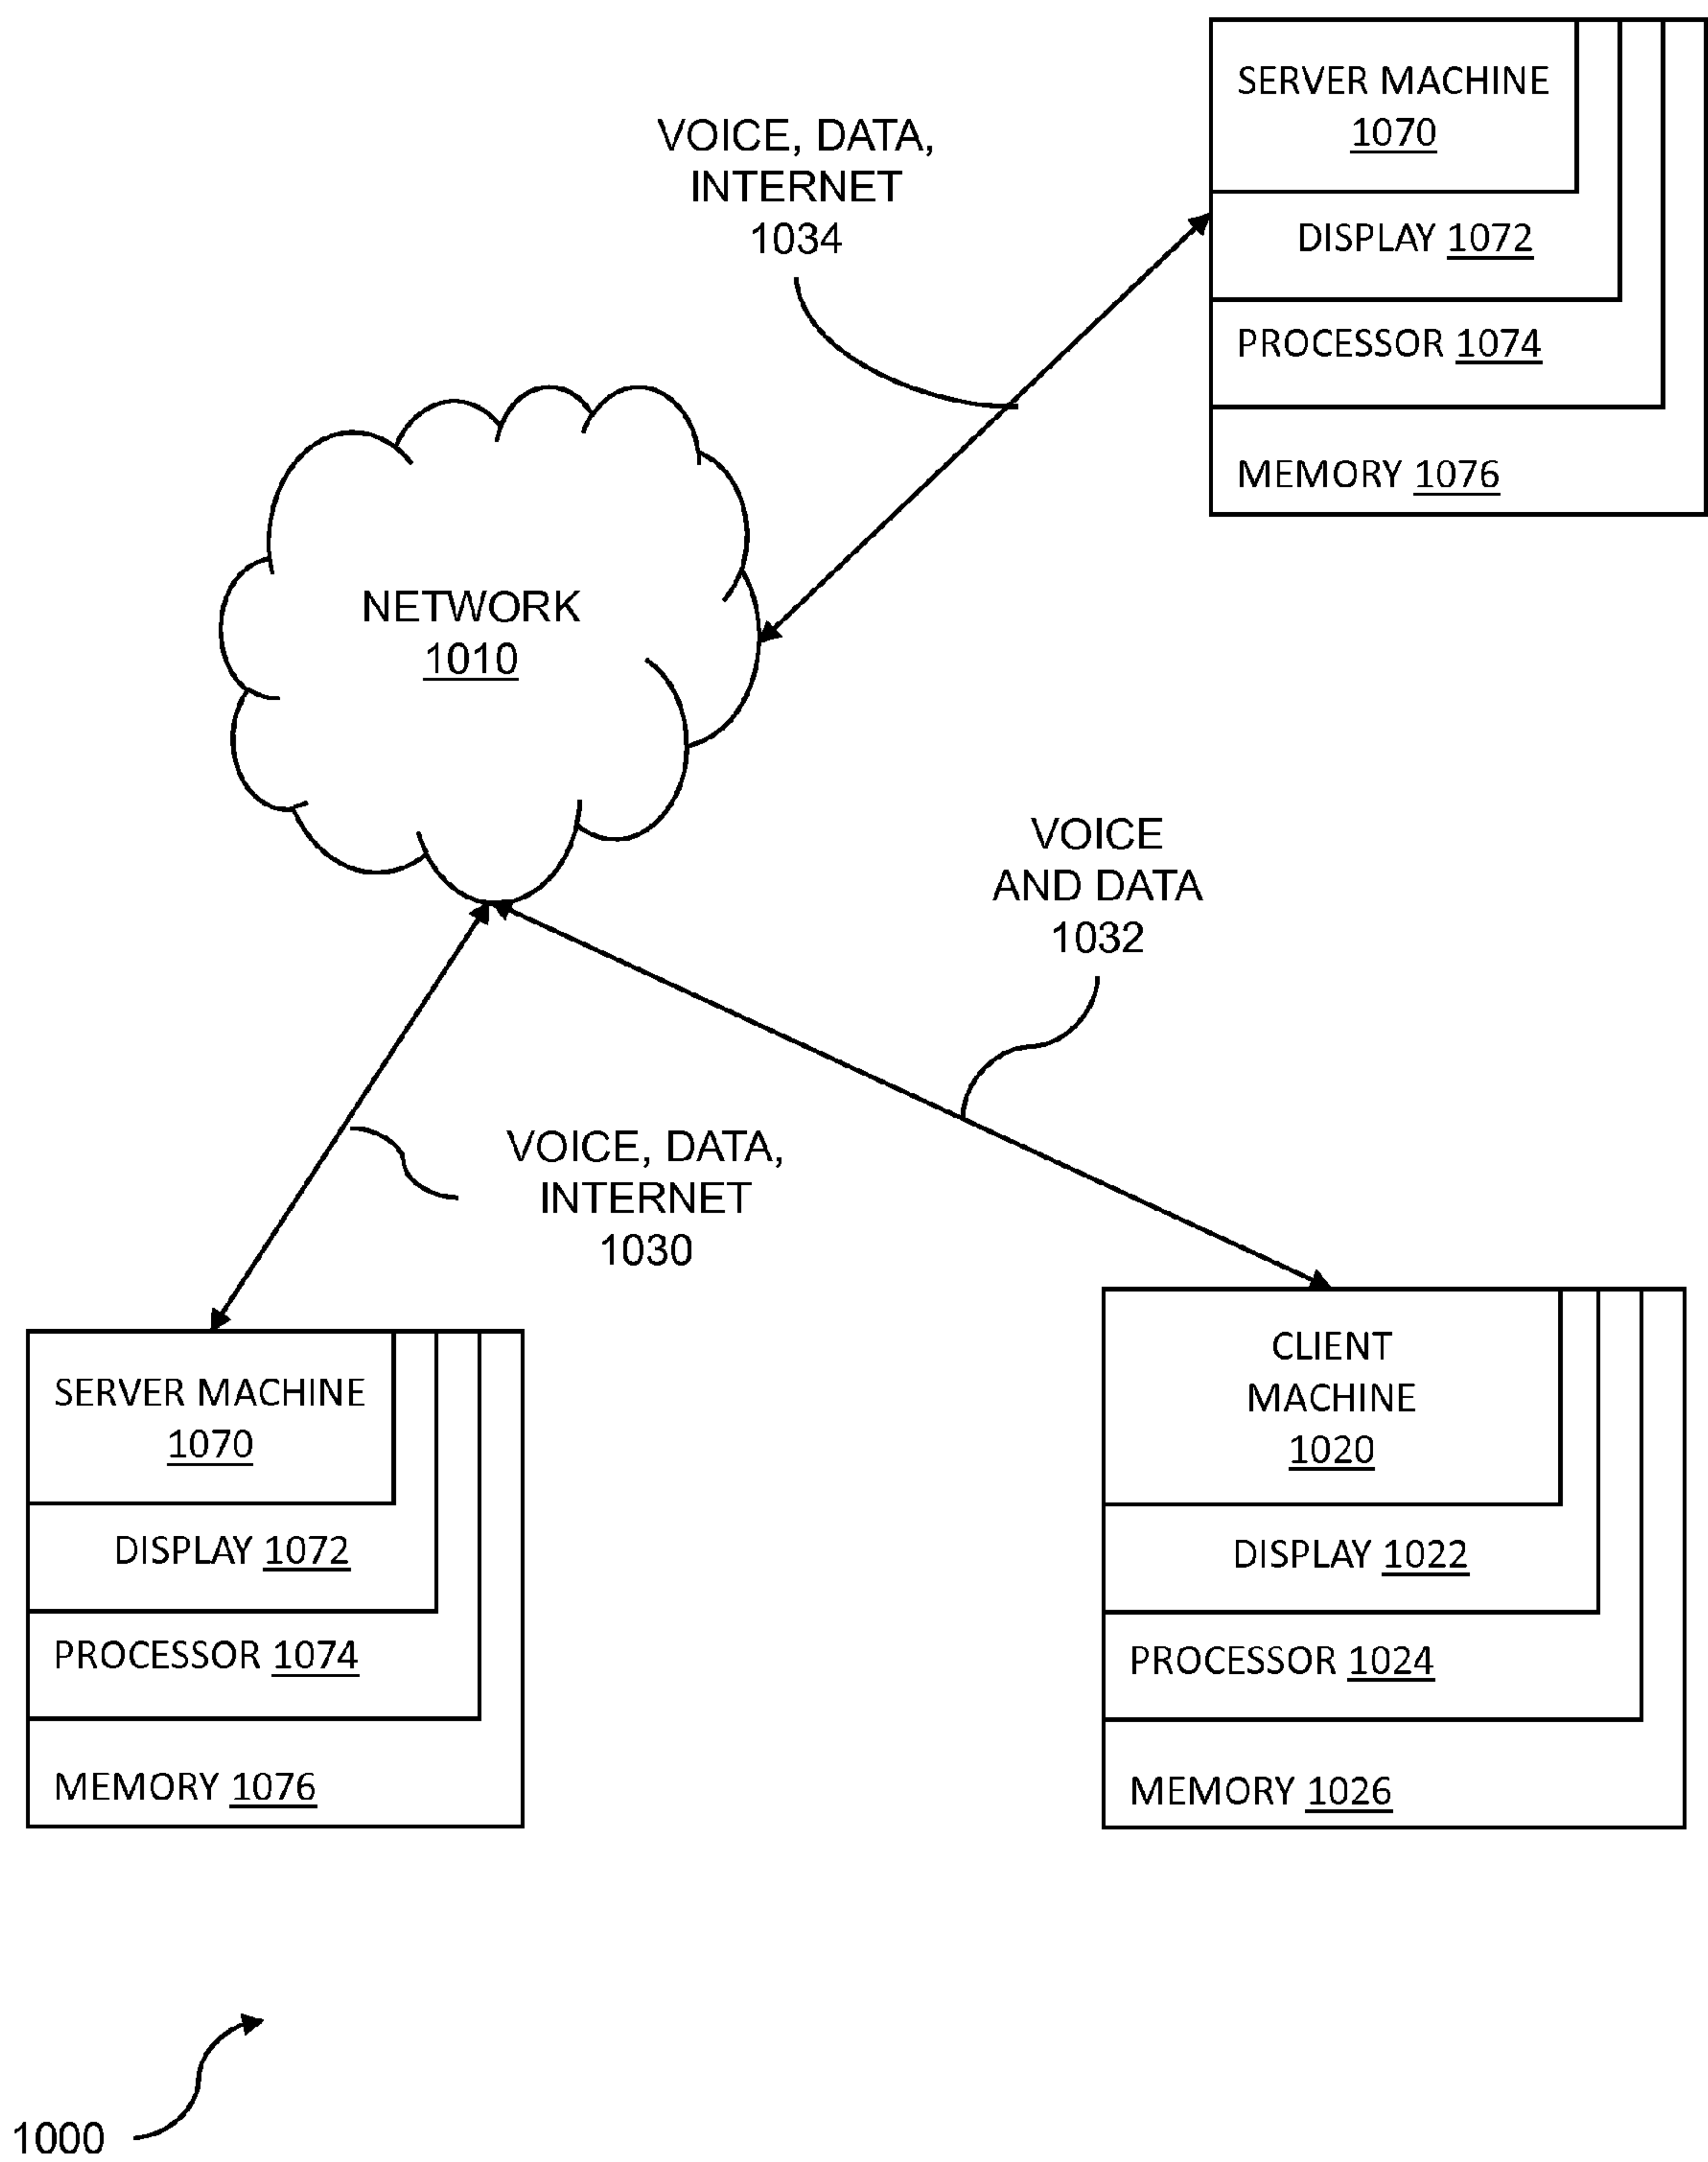 SERVER MACHINE
1070
DISPLAY 1072
PROCESSOR 1074
MEMORY 1076
VOICE, DATA,
INTERNET
1034
NETWORK
1010
VOICE
AND DATA
1032
VOICE, DATA,
INTERNET
1030
SERVER MACHINE
1070
DISPLAY 1072
PROCESSOR 1074
MEMORY 1076
CLIENT
MACHINE
1020
DISPLAY 1022
PROCESSOR 1024
MEMORY 1026
1000